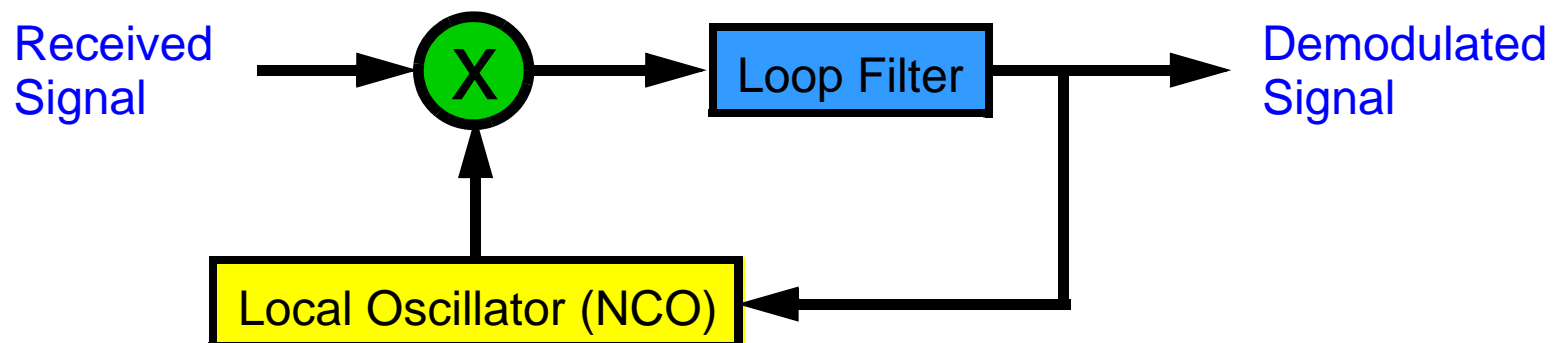 Received
Signal
X
Loop Filter
Demodulated
Signal
Local Oscillator (NCO)